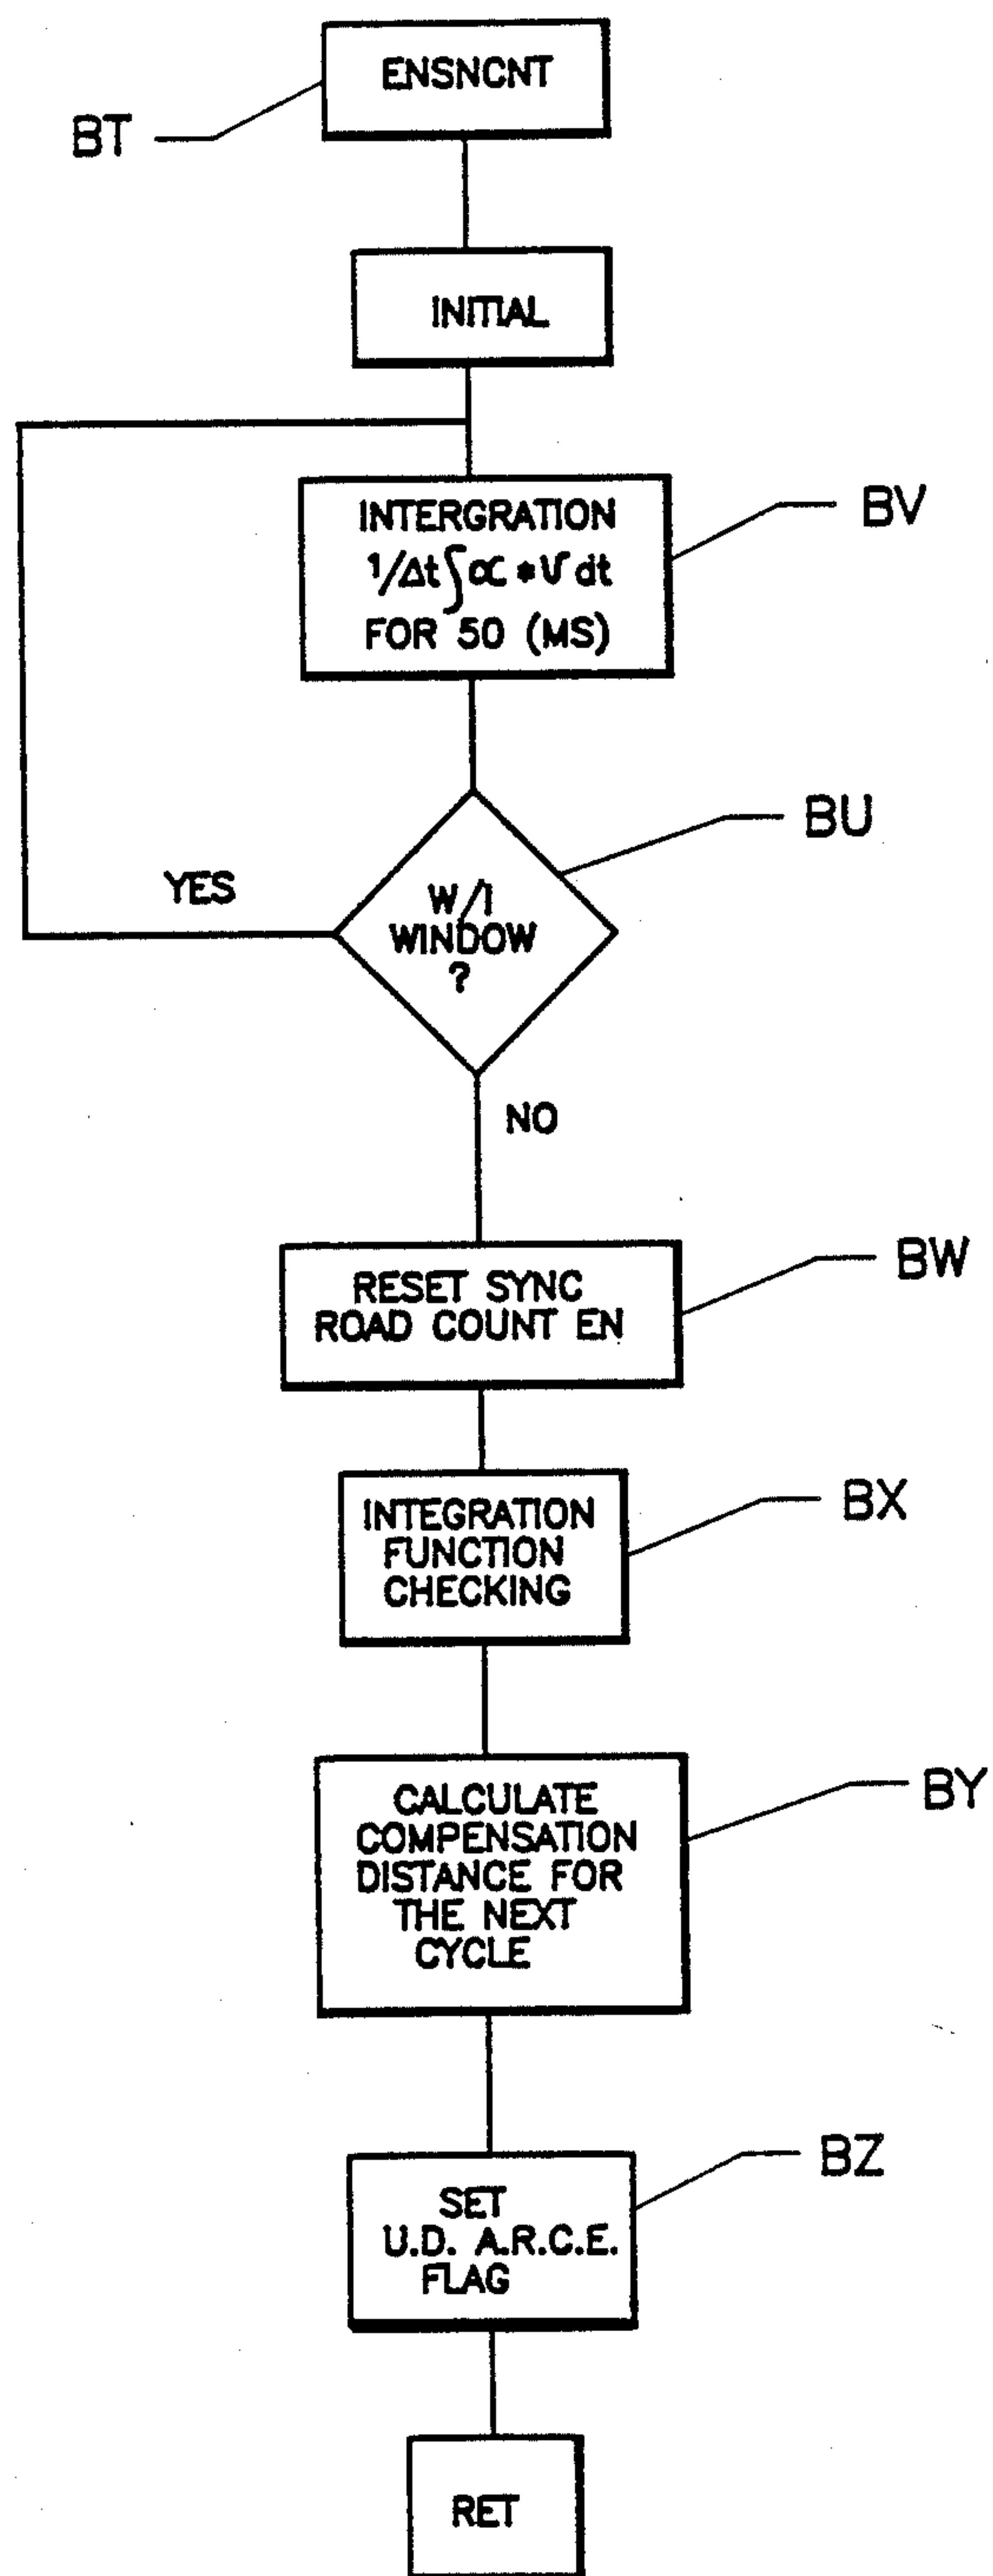 ENSNCNT
BT
INITIAL
INTERGRATION
1/Δt∫∝*V dt
FOR 50 (MS)
BV
BU
YES
W/I
WINDOW
?
NO
RESET SYNC
ROAD COUNT EN
BW
INTEGRATION
FUNCTION
CHECKING
BX
CALCULATE
COMPENSATION
DISTANCE FOR
THE NEXT
CYCLE
BY
SET
U.D. A.R.C.E.
FLAG
BZ
RET